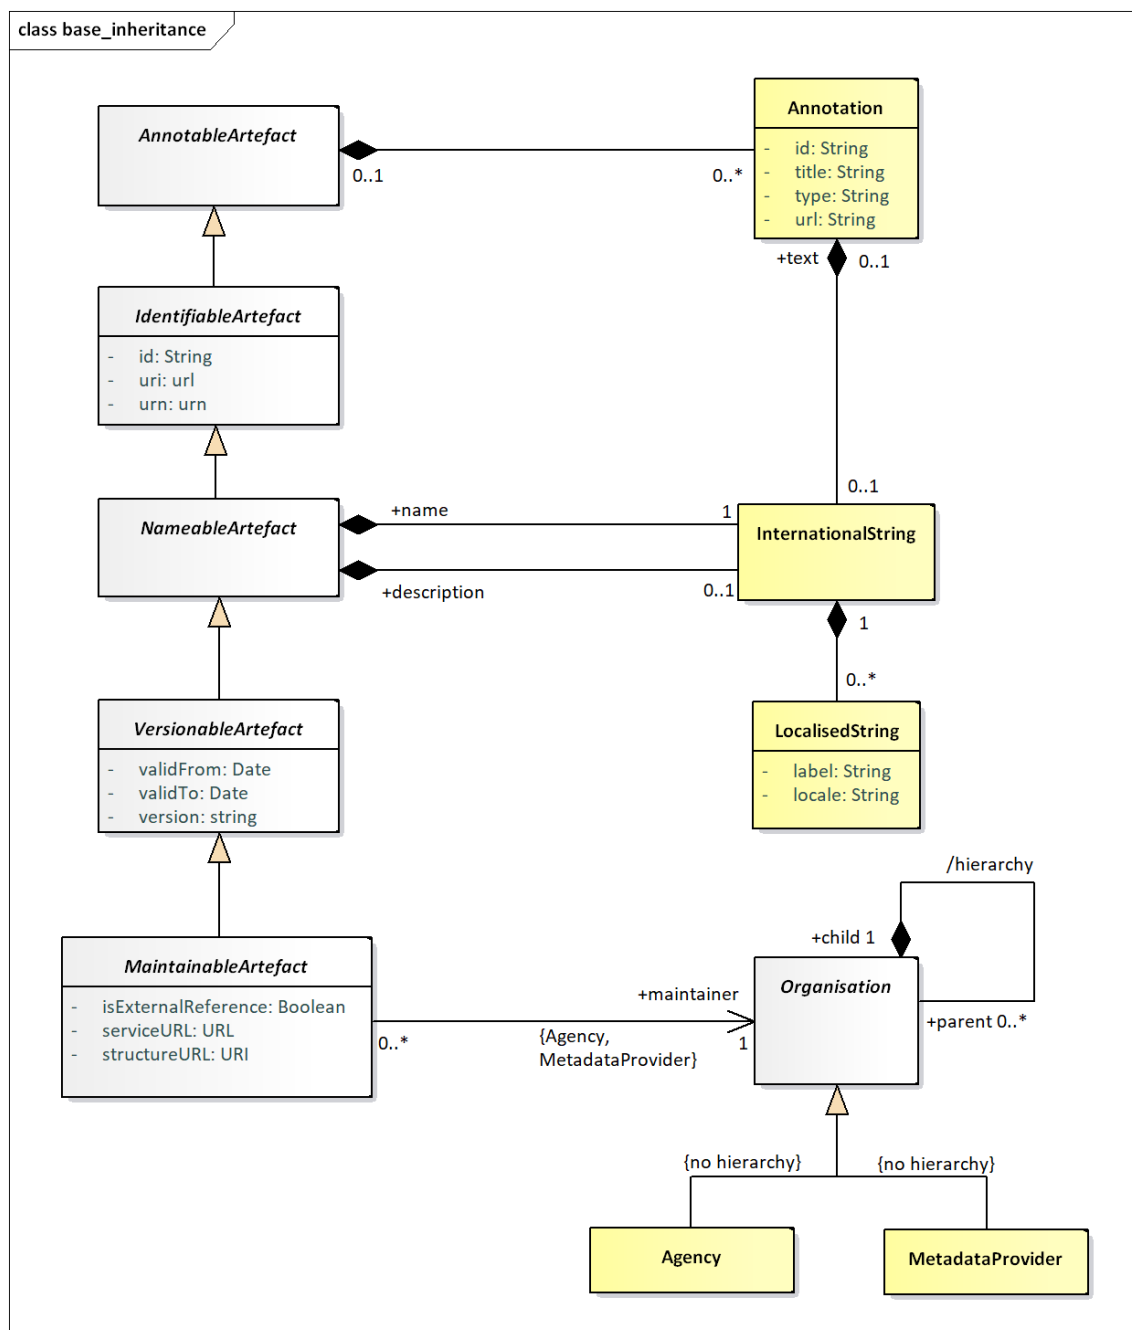 class base_inheritance
AnnotableArtefact
0..1
0..*
Annotation
- id: String
- title: String
- type: String
- url: String
+text
0..1
IdentifiableArtefact
- id: String
- uri: url
- urn: urn
0..1
NameableArtefact
+name
1
+description
0..1
InternationalString
1
0..*
VersionableArtefact
- validFrom: Date
- validTo: Date
- version: string
LocalisedString
- label: String
- locale: String
/hierarchy
+child 1
MaintainableArtefact
- isExternalReference: Boolean
- serviceURL: URL
- structureURL: URI
0..*
+maintainer
{Agency,
MetadataProvider}
1
Organisation
+parent 0..*
{no hierarchy}
{no hierarchy}
Agency
MetadataProvider